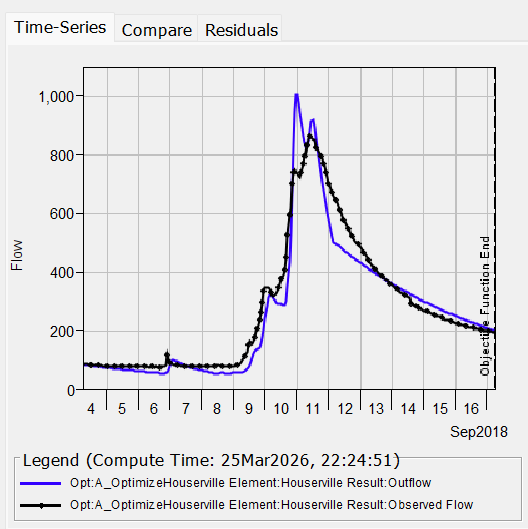 Time-Series Compare Residuals
1,000
800
600
400
200
0
Flow
Objective Function End
4 5 6 7 8 9 10 11 12 13 14 15 16
Sep2018
Legend (Compute Time: 25Mar2026, 22:24:51)
Opt:A_OptimizeHouserville Element:Houserville Result:Outflow
Opt:A_OptimizeHouserville Element:Houserville Result:Observed Flow